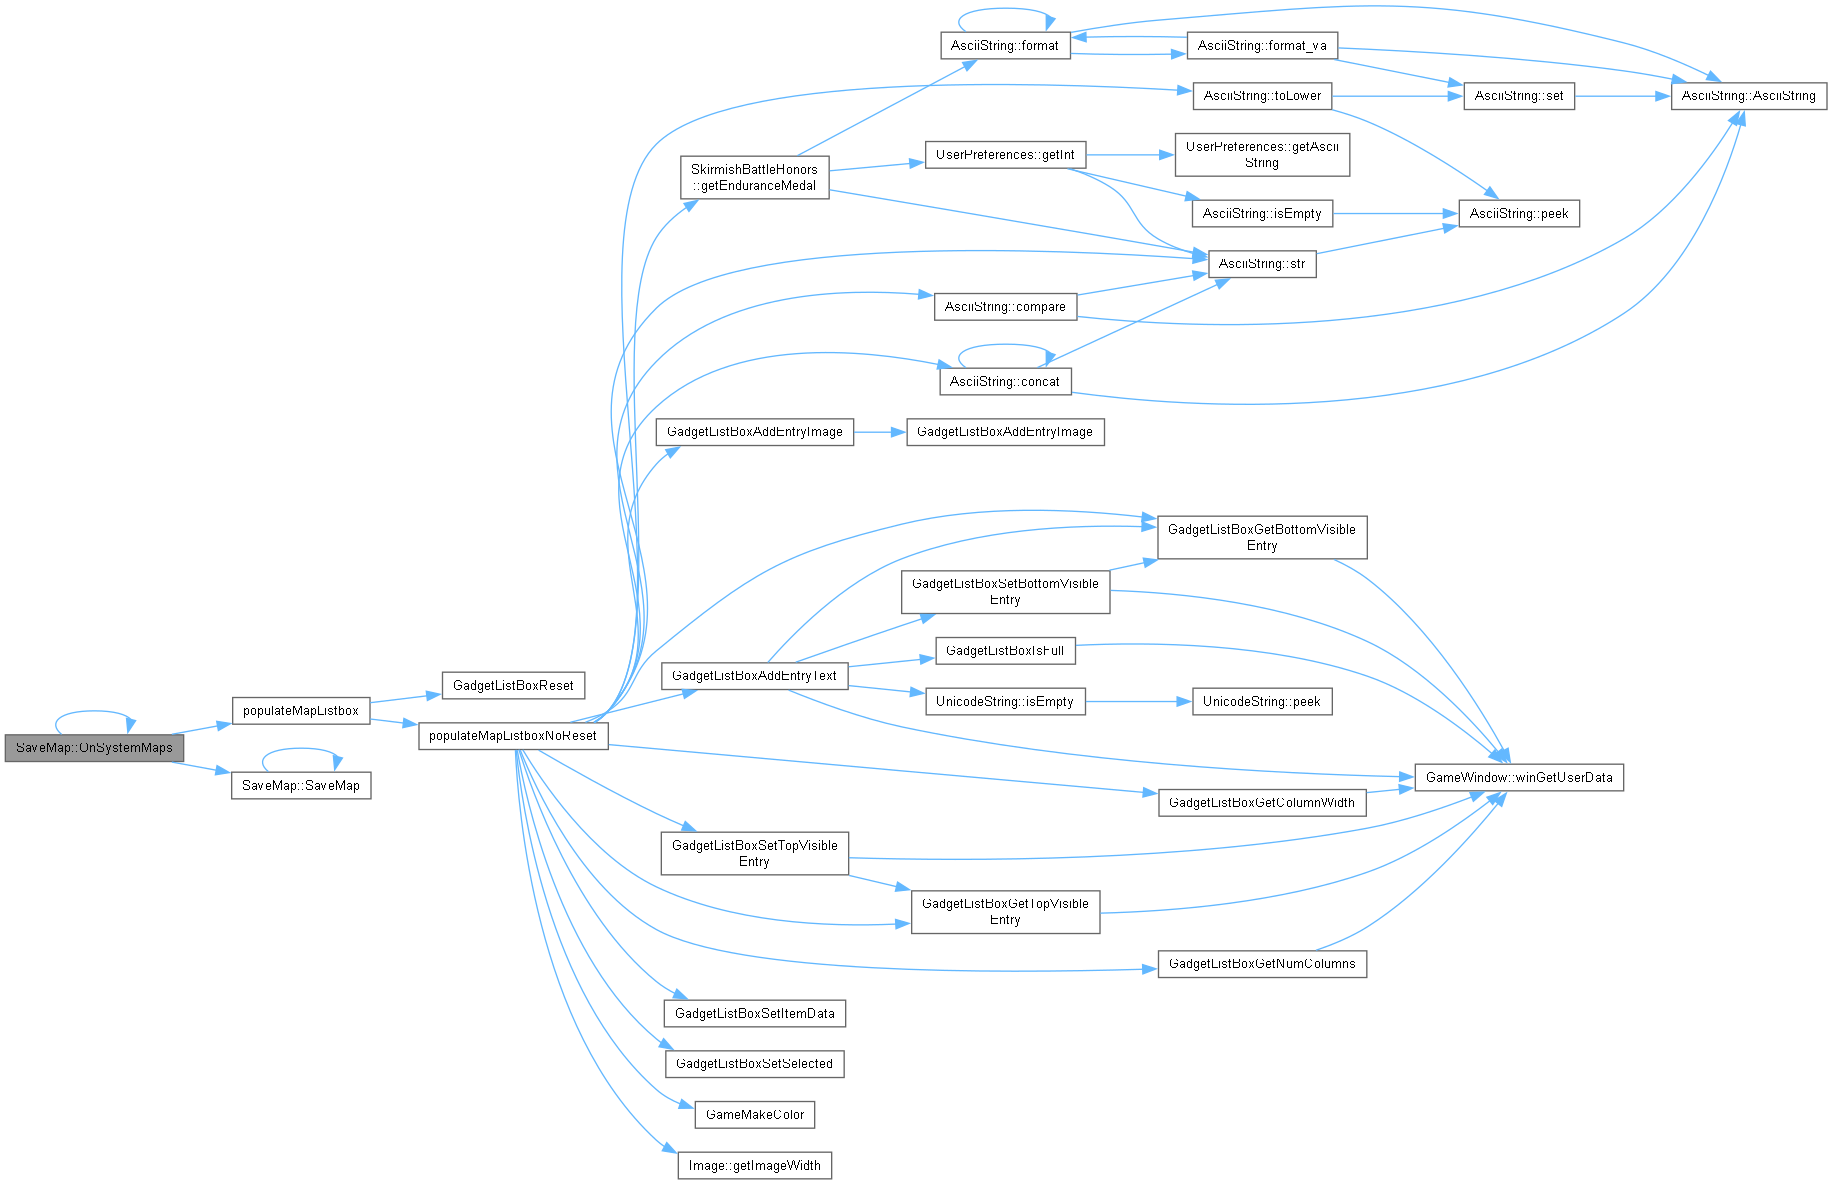 AsciiString::format
AsciiString::format_va
AsciiString::toLower
AsciiString::set
AsciiString::AsciiString
SkirmishBattleHonors
::getEnduranceMedal
UserPreferences::getInt
UserPreferences::getAscii
String
AsciiString::isEmpty
AsciiString::peek
AsciiString::str
AsciiString::compare
AsciiString::concat
GadgetListBoxAddEntryImage
GadgetListBoxAddEntryImage
GadgetListBoxGetBottomVisible
Entry
GadgetListBoxSetBottomVisible
Entry
GadgetListBoxIsFull
GadgetListBoxAddEntryText
GadgetListBoxReset
UnicodeString::isEmpty
UnicodeString::peek
populateMapListbox
populateMapListboxNoReset
SaveMap::OnSystemMaps
SaveMap::SaveMap
GameWindow::winGetUserData
GadgetListBoxGetColumnWidth
GadgetListBoxSetTopVisible
Entry
GadgetListBoxGetTopVisible
Entry
GadgetListBoxGetNumColumns
GadgetListBoxSetItemData
GadgetListBoxSetSelected
GameMakeColor
Image::getImageWidth